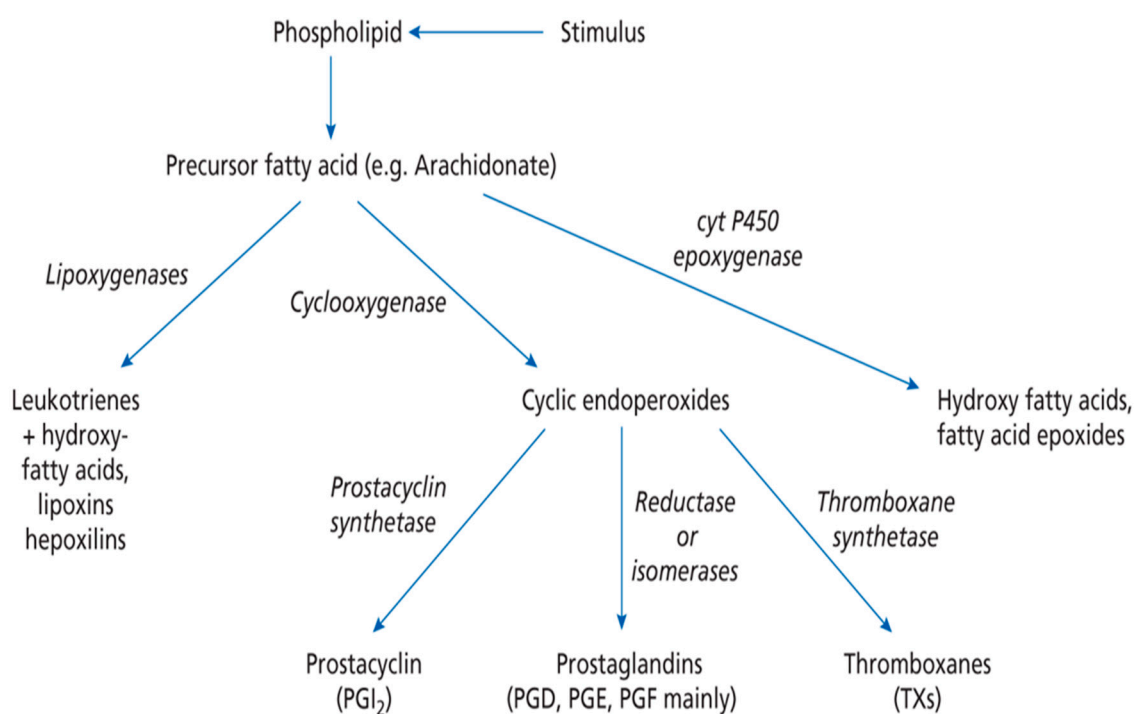 Phospholipid
Stimulus
Precursor fatty acid (e.g. Arachidonate)
cyt P450
epoxygenase
Lipoxygenases
Cyclooxygenase
Leukotrienes
+ hydroxy-
fatty acids,
lipoxins
hepoxilins
Cyclic endoperoxides
Hydroxy fatty acids,
fatty acid epoxides
Prostacyclin
synthetase
Reductase
or
isomerases
Thromboxane
synthetase
Prostacyclin
(PGI₂)
Prostaglandins
(PGD, PGE, PGF mainly)
Thromboxanes
(TXs)